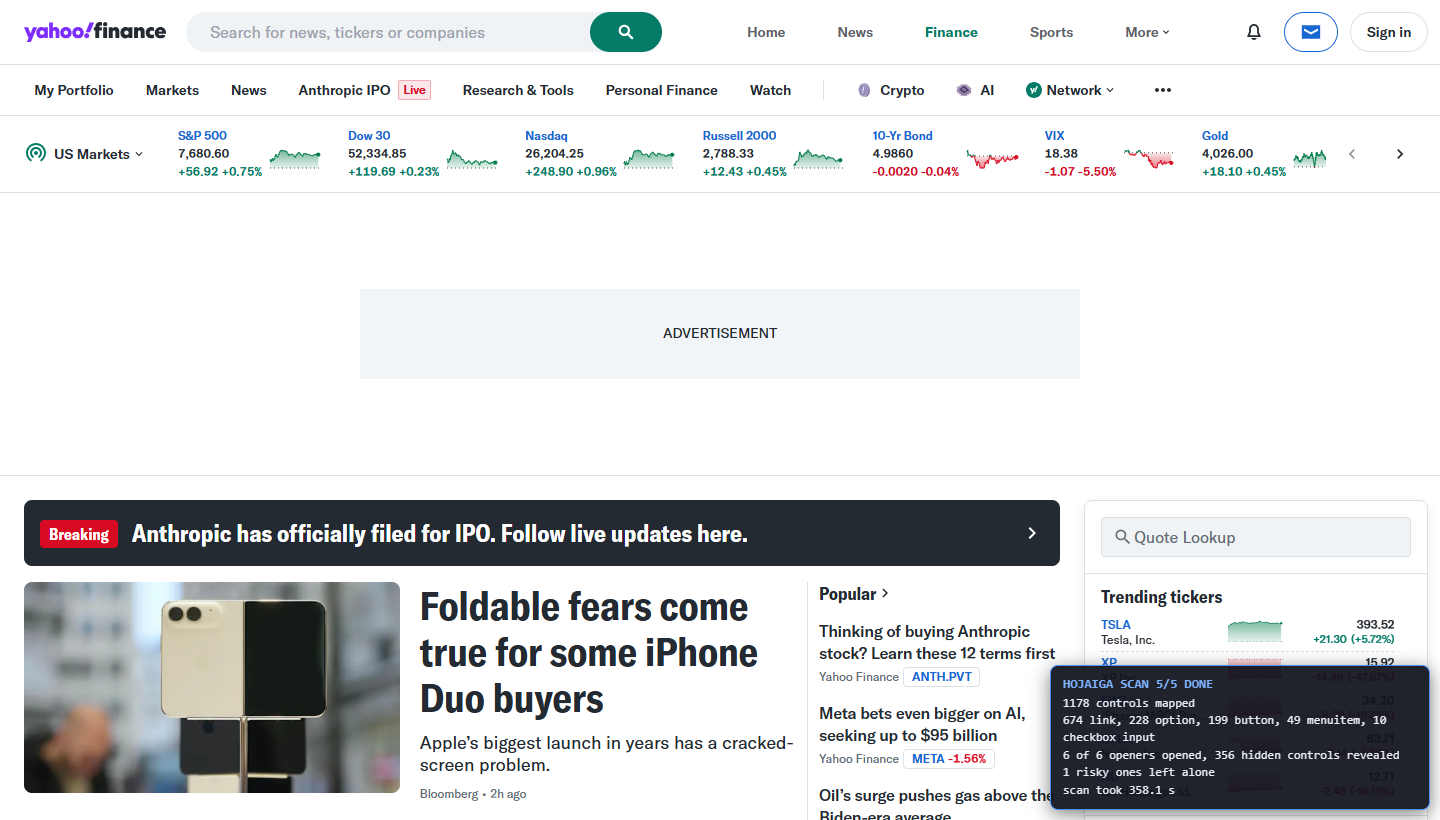 yahoo!finance
Search for news, tickers or companies
Home
News
Finance
Sports
More
Sign in
My Portfolio
Markets
News
Anthropic IPO
Live
Research & Tools
Personal Finance
Watch
Crypto
AI
Network
US Markets
S&P 500
7,680.60
+56.92 +0.75%
Dow 30
52,334.85
+119.69 +0.23%
Nasdaq
26,204.25
+248.90 +0.96%
Russell 2000
2,788.33
+12.43 +0.45%
10-Yr Bond
4.9860
-0.0020 -0.04%
VIX
18.38
-1.07 -5.50%
Gold
4,026.00
+18.10 +0.45%
ADVERTISEMENT
Breaking
Anthropic has officially filed for IPO. Follow live updates here.
Foldable fears come
true for some iPhone
Duo buyers
Apple’s biggest launch in years has a cracked-
screen problem.
Bloomberg • 2h ago
Popular
Thinking of buying Anthropic
stock? Learn these 12 terms first
Yahoo Finance ANTH.PVT
Meta bets even bigger on AI,
seeking up to $95 billion
Yahoo Finance META -1.56%
Oil’s surge pushes gas above the
Biden-era average
Quote Lookup
Trending tickers
TSLA
393.52
Tesla, Inc.
+21.30 (+5.72%)
XP
15.92
HOJAIGA SCAN 5/5 DONE
1178 controls mapped
674 link, 228 option, 199 button, 49 menuitem, 10
checkbox input
6 of 6 openers opened, 356 hidden controls revealed
1 risky ones left alone
scan took 358.1 s